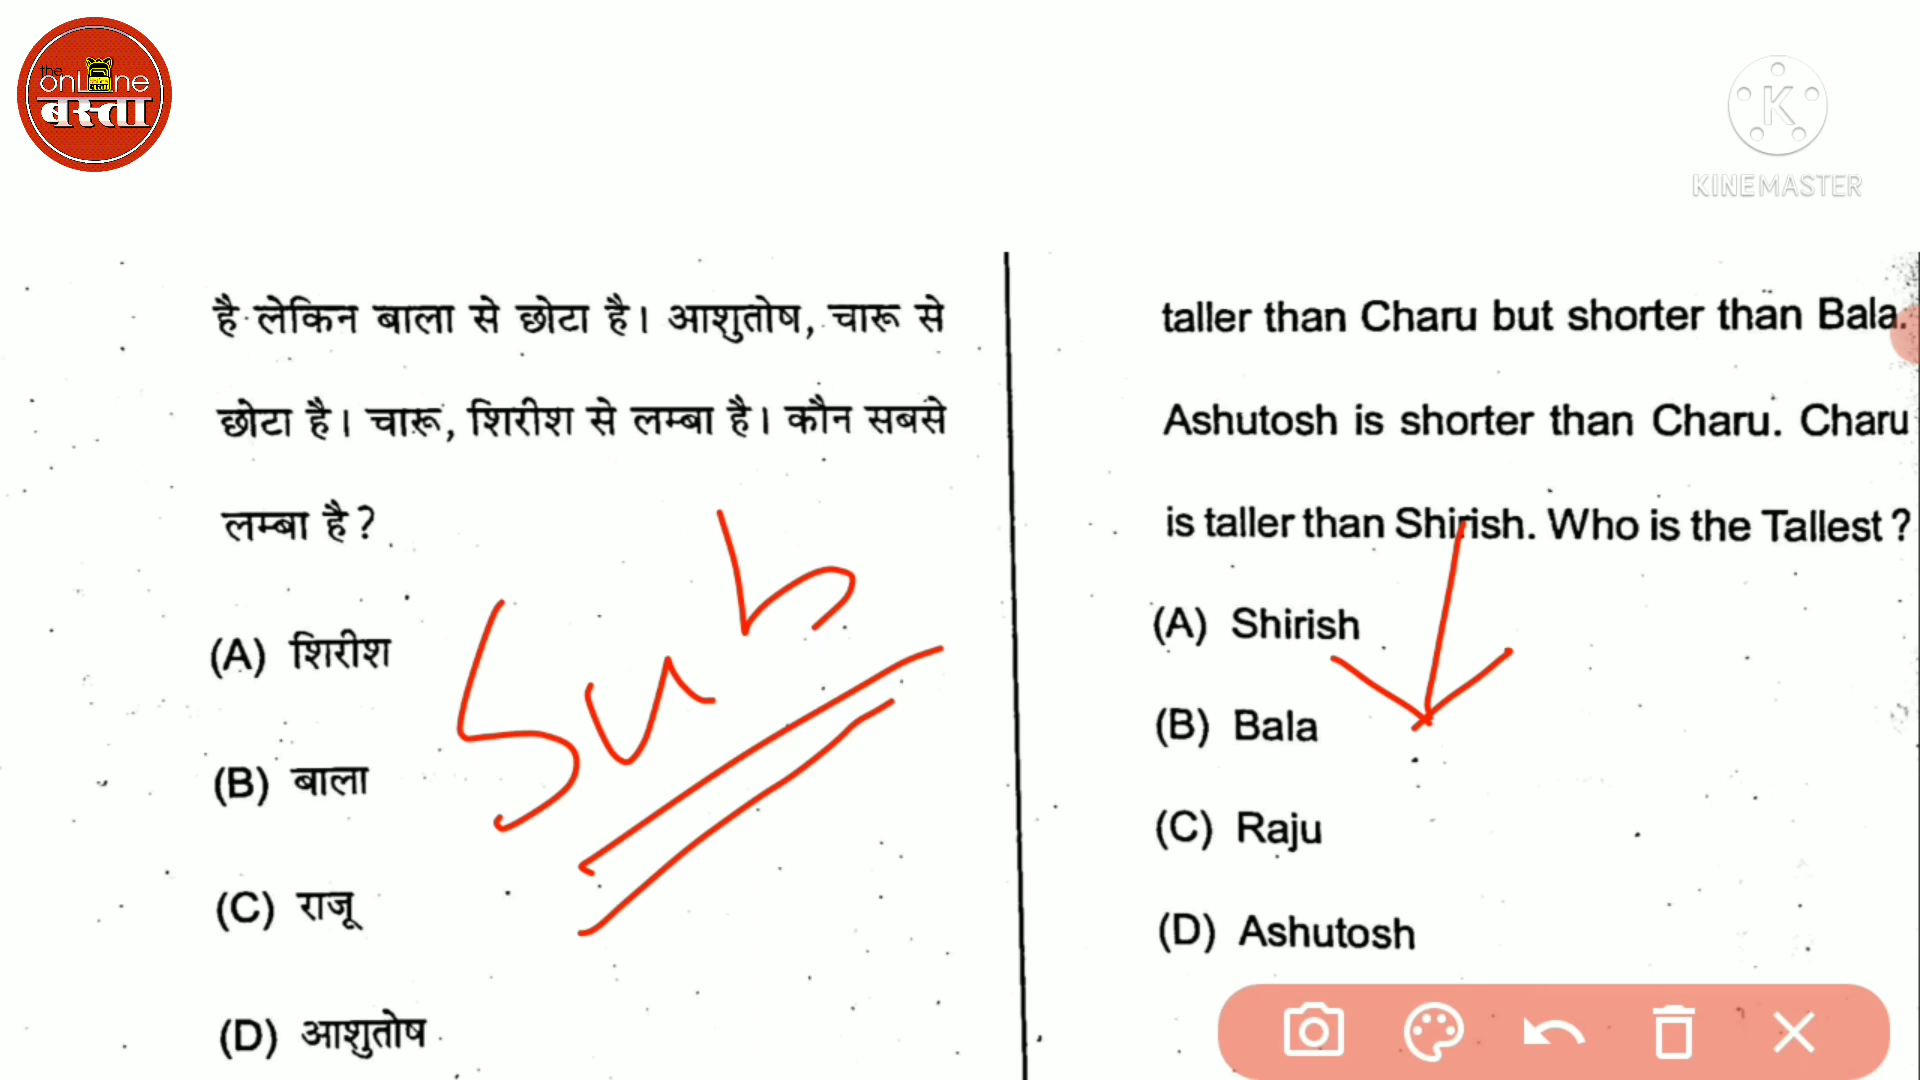 the
onLine
बस्ता
KINEMASTER
है लेकिन बाला से छोटा है। आशुतोष, चारू से
छोटा है। चारू, शिरीश से लम्बा है। कौन सबसे
लम्बा है?
(A) शिरीश
(B) बाला
(C) राजू
(D) आशुतोष
Sub
taller than Charu but shorter than Bala.
Ashutosh is shorter than Charu. Charu
is taller than Shirish. Who is the Tallest ?
(A) Shirish
(B) Bala
(C) Raju
(D) Ashutosh